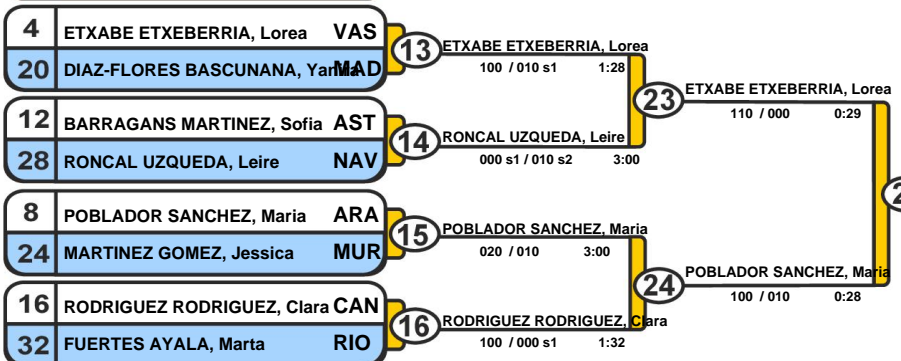 4 ETXABE ETXEBERRIA, Lorea VAS
20 DIAZ-FLORES BASCUNANA, MAD
13 ETXABE ETXEBERRIA, Lorea
100 / 010 s1 1:28
12 BARRAGANS MARTINEZ, Sofia AST
28 RONCAL UZQUEDA, Leire NAV
14 RONCAL UZQUEDA, Leire
000 s1 / 010 s2 3:00
23 ETXABE ETXEBERRIA, Lorea
110 / 000 0:29
8 POBLADOR SANCHEZ, Maria ARA
24 MARTINEZ GOMEZ, Jessica MUR
15 POBLADOR SANCHEZ, Maria
020 / 010 3:00
16 RODRIGUEZ RODRIGUEZ, Clara CAN
32 FUERTES AYALA, Marta RIO
16 RODRIGUEZ RODRIGUEZ, Clara
100 / 000 s1 1:32
24 POBLADOR SANCHEZ, Maria
100 / 010 0:28